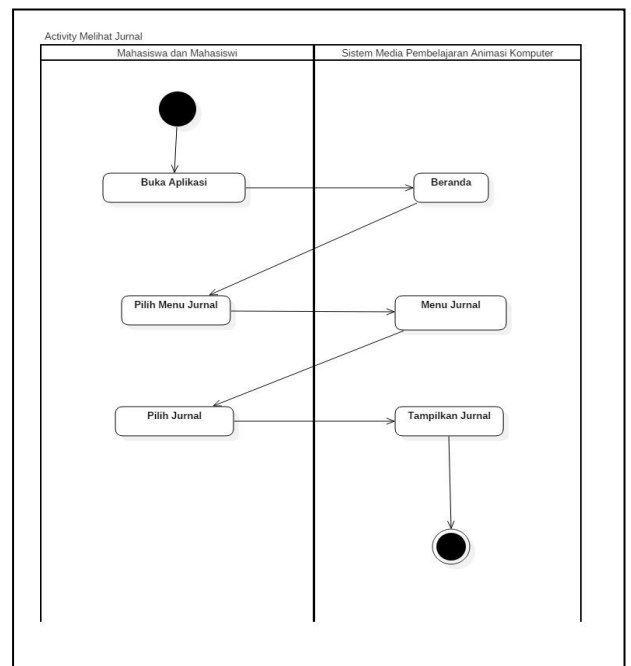 Activity Melihat Jurnal
Mahasiswa dan Mahasiswi
Sistem Media Pembelajaran Animasi Komputer
Buka Aplikasi
Beranda
Pilih Menu Jurnal
Menu Jurnal
Pilih Jurnal
Tampilkan Jurnal